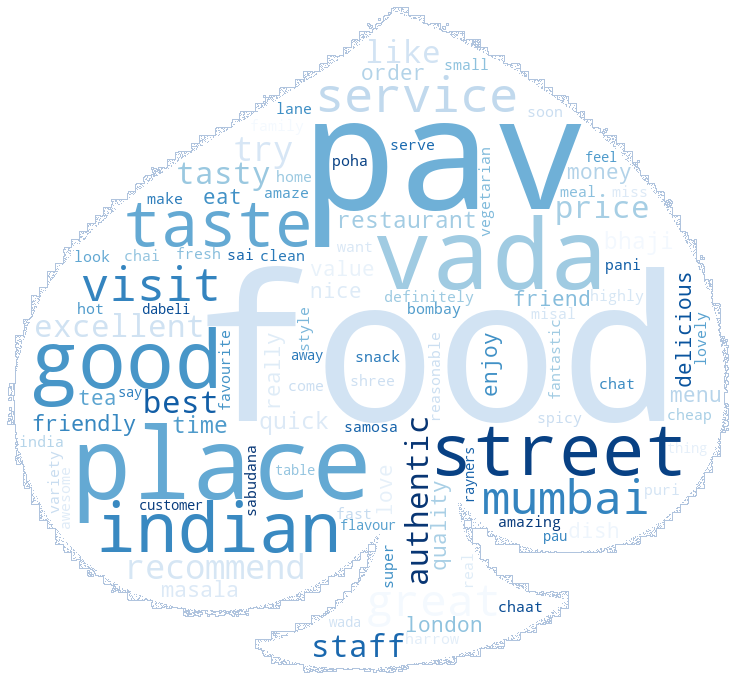 like
order
small
service
lane
soon
family
pav
serve
try
poha
feel
tasty
home
vegetarian
meal.
miss
money
make
eat
amaze
taste
restaurant
price
bhaji
look
chai
fresh
sai
clean
want
vada
pani
visit
value
nice
definitely
friend
highly
delicious
lovely
hot
dabeli
style
bombay
misal
excellent
food
good
favourite
really
away
snack
reasonable
enjoy
fantastic
come
shree
chat
tea
say
best
menu
friendly
time
quick
samosa
spicy
cheap
india
place
street
thing
variety
awesome
sabudana
table
love
authentic
quality
rayners
mumbai
puri
customer
indian
fast
flavour
amazing
dish
pau
recommend
masala
super
real
great
chaat
wada
london
staff
harrow